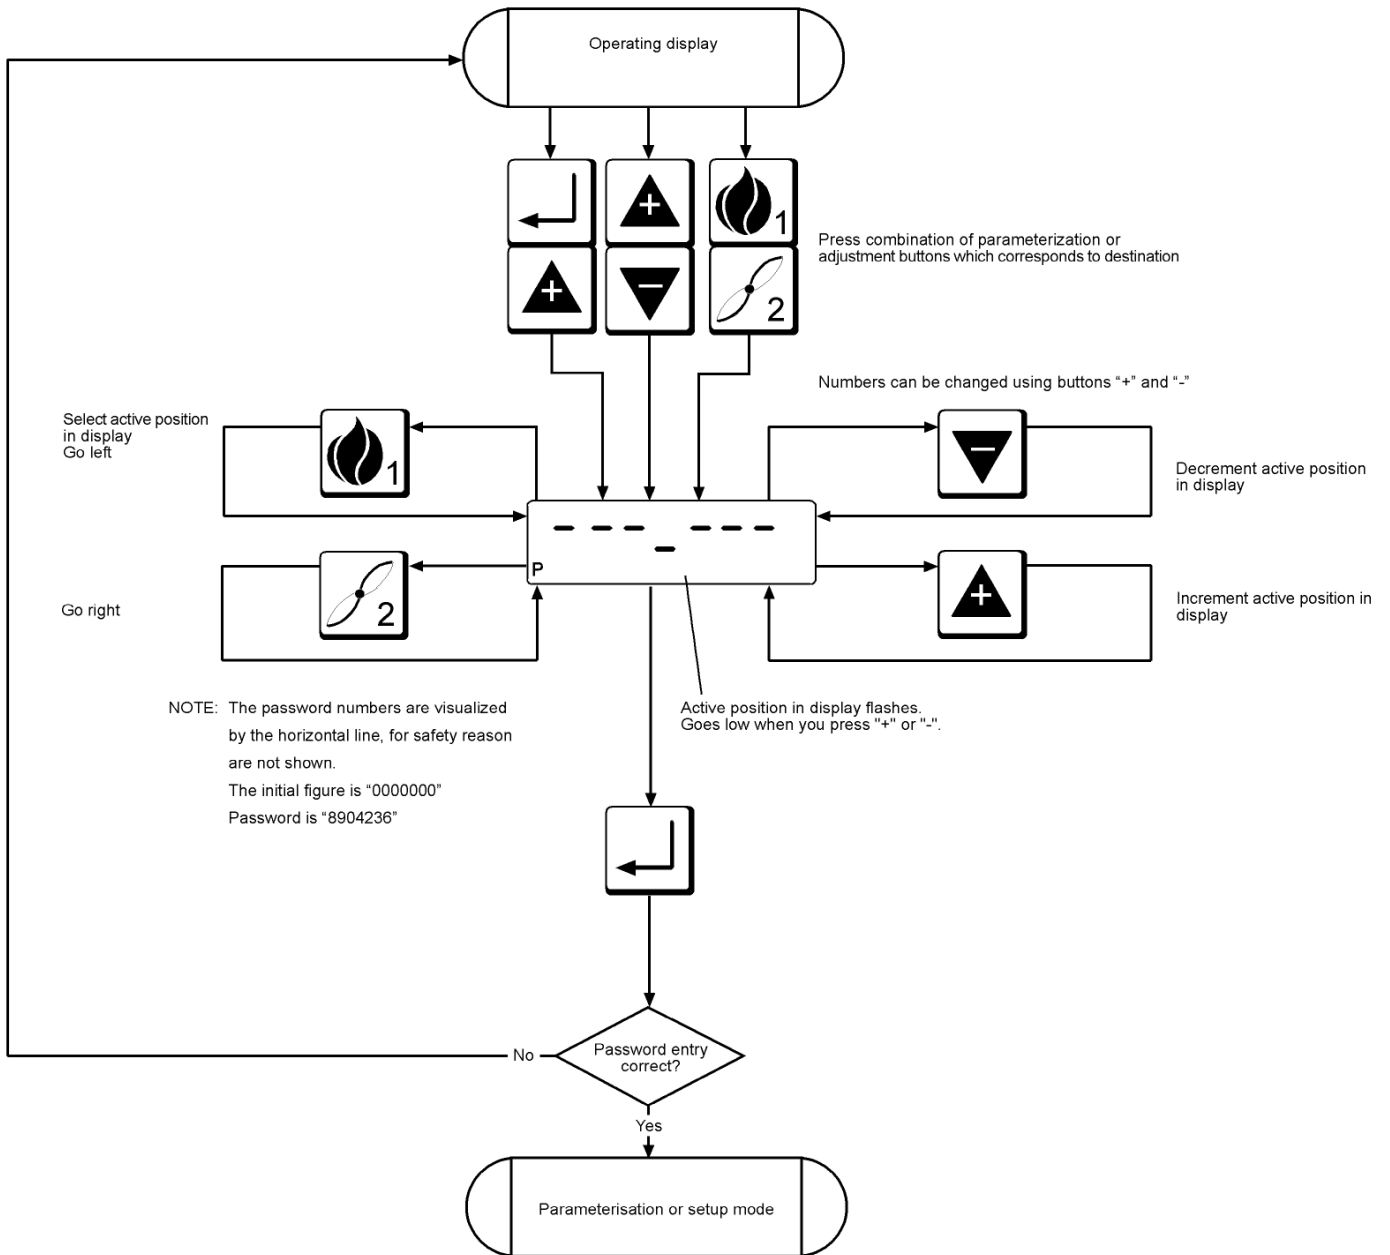 Operating display
+
1
Press combination of parameterization or
adjustment buttons which corresponds to destination
+
−
2
Numbers can be changed using buttons “+” and “-”
Select active position
in display
Go left
1
−
Decrement active position
in display
P
Go right
2
+
Increment active position in
display
NOTE: The password numbers are visualized
by the horizontal line, for safety reason
are not shown.
The initial figure is “0000000”
Password is “8904236”
Active position in display flashes.
Goes low when you press "+" or "-".
No
Password entry
correct?
Yes
Parameterisation or setup mode